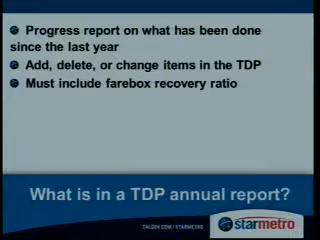 Progress report on what has been done
since the last year
Add, delete, or change items in the TDP
Must include farebox recovery ratio
What is in a TDP annual report?
TALGOV.COM/STARMETRO
starmetro